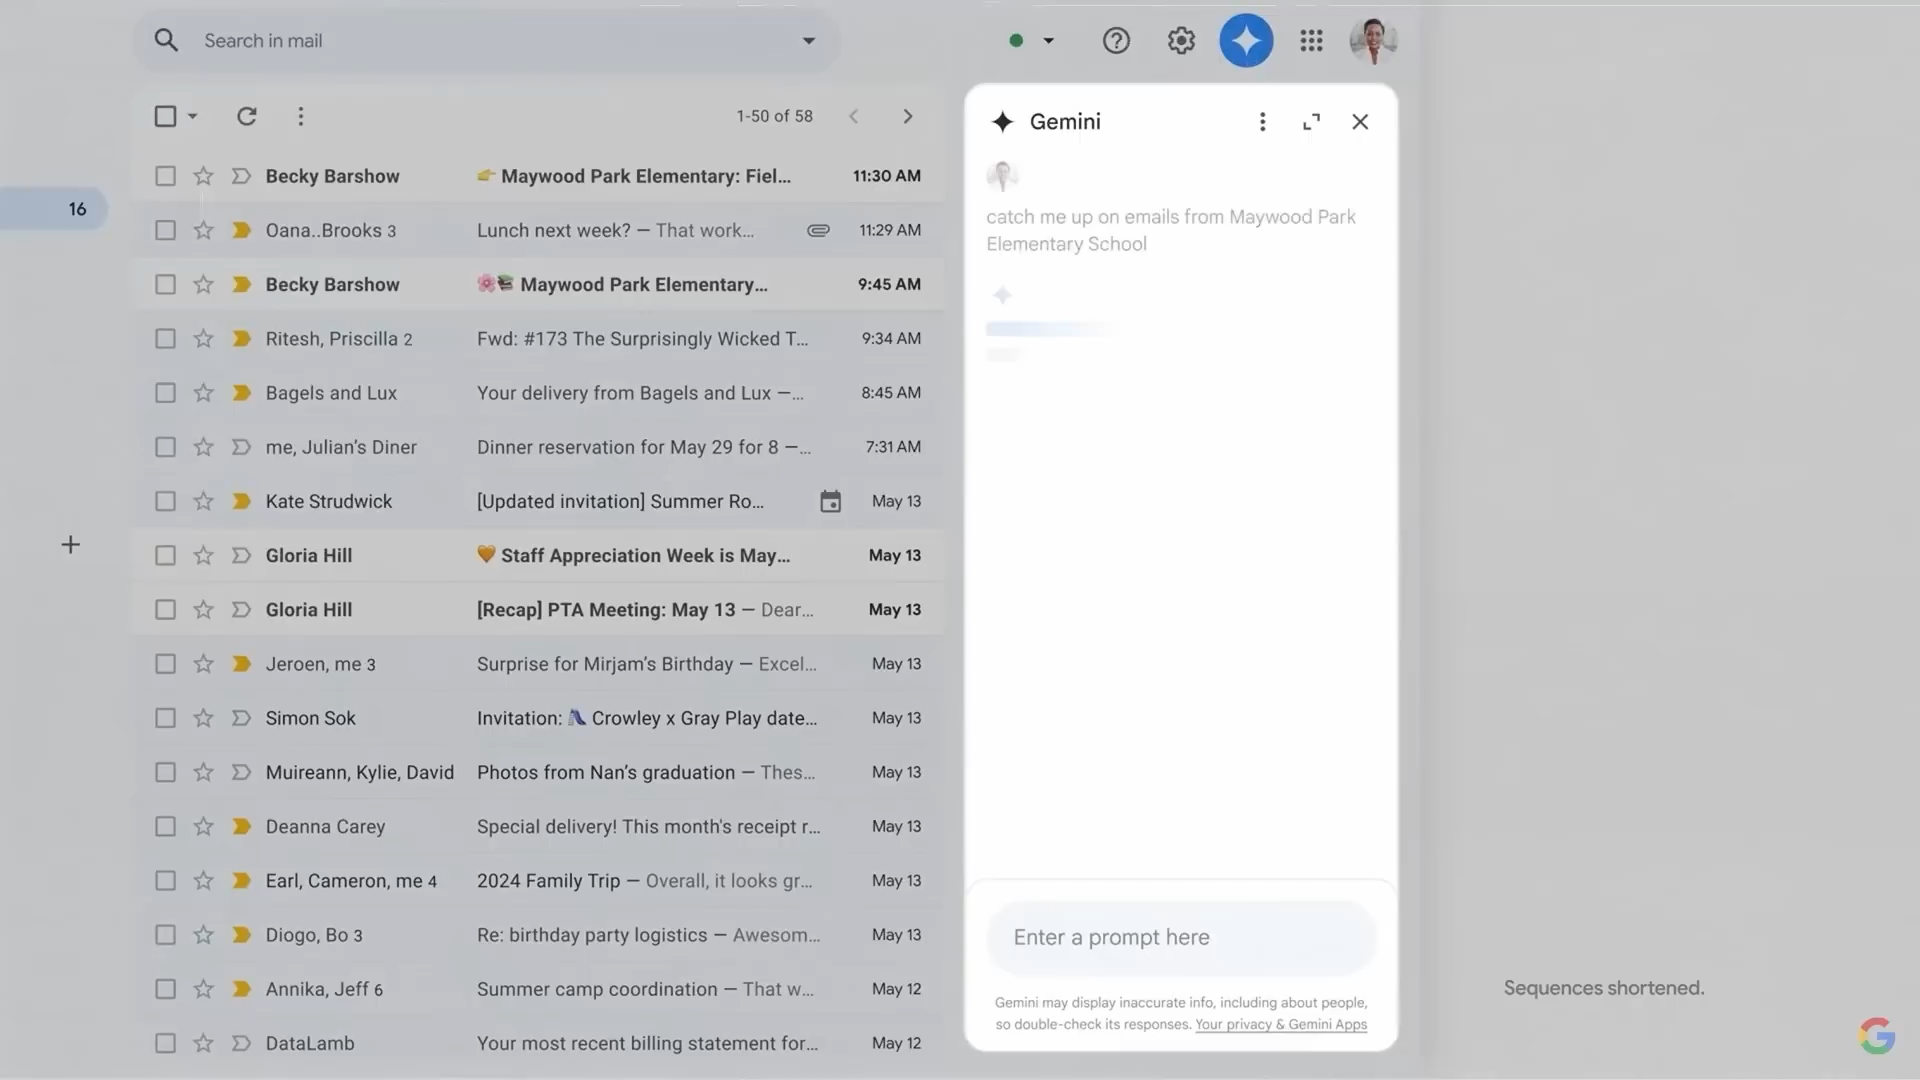 Search in mail
1-50 of 58
16
Becky Barshow Maywood Park Elementary: Fiel... 11:30 AM
Oana..Brooks 3 Lunch next week? — That work... 11:29 AM
Becky Barshow Maywood Park Elementary... 9:45 AM
Ritesh, Priscilla 2 Fwd: #173 The Surprisingly Wicked T... 9:34 AM
Bagels and Lux Your delivery from Bagels and Lux —... 8:45 AM
me, Julian’s Diner Dinner reservation for May 29 for 8 —... 7:31 AM
Kate Strudwick [Updated invitation] Summer Ro... May 13
Gloria Hill 🧡 Staff Appreciation Week is May... May 13
Gloria Hill [Recap] PTA Meeting: May 13 — Dear... May 13
Jeroen, me 3 Surprise for Mirjam’s Birthday — Excel... May 13
Simon Sok Invitation: Crowley x Gray Play date... May 13
Muireann, Kylie, David Photos from Nan’s graduation — Thes... May 13
Deanna Carey Special delivery! This month's receipt r... May 13
Earl, Cameron, me 4 2024 Family Trip — Overall, it looks gr... May 13
Diogo, Bo 3 Re: birthday party logistics — Awesom... May 13
Annika, Jeff 6 Summer camp coordination — That w... May 12
DataLamb Your most recent billing statement for... May 12
Gemini
catch me up on emails from Maywood Park
Elementary School
Enter a prompt here
Gemini may display inaccurate info, including about people,
so double-check its responses. Your privacy & Gemini Apps
Sequences shortened.